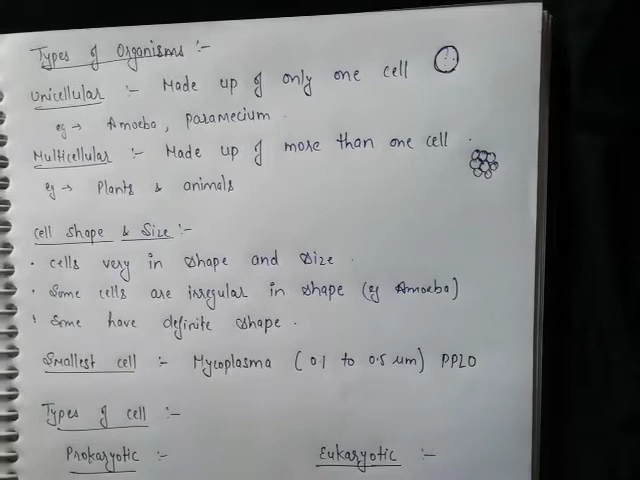 Types of Organisms :-
Unicellular :- Made up of only one cell
eg → Amoeba, paramecium.
Multicellular :- Made up of more than one cell.
eg → Plants & animals
Cell Shape & Size :-
• Cells very in shape and size.
• Some cells are irregular in shape (eg Amoeba)
• Some have definite shape.
Smallest cell :- Mycoplasma (0.1 to 0.5 µm) PPLO
Types of cell :-
Prokaryotic :- Eukaryotic :-